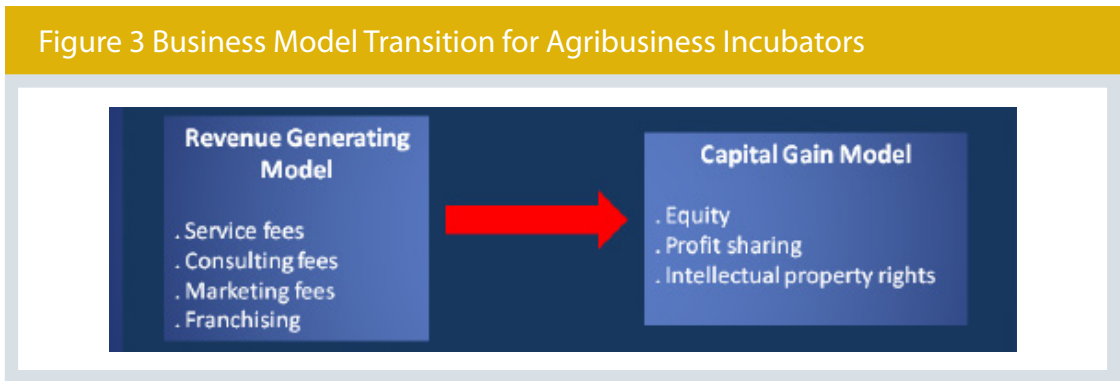 Figure 3 Business Model Transition for Agribusiness Incubators
Revenue Generating
Model
. Service fees
. Consulting fees
. Marketing fees
. Franchising
Capital Gain Model
. Equity
. Profit sharing
. Intellectual property rights